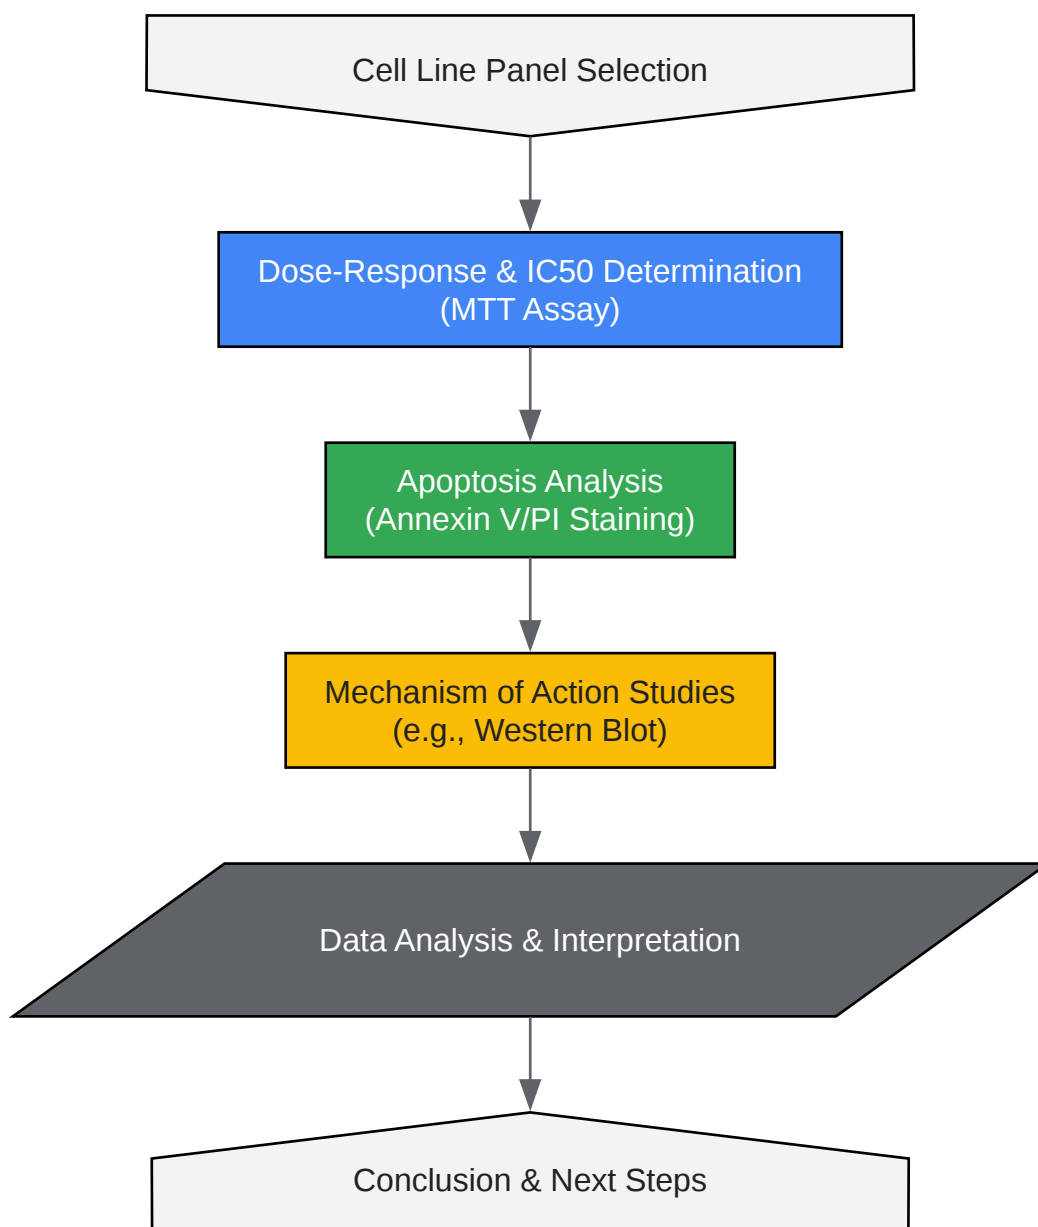 Cell Line Panel Selection
Dose-Response & IC50 Determination
(MTT Assay)
Apoptosis Analysis
(Annexin V/PI Staining)
Mechanism of Action Studies
(e.g., Western Blot)
Data Analysis & Interpretation
Conclusion & Next Steps